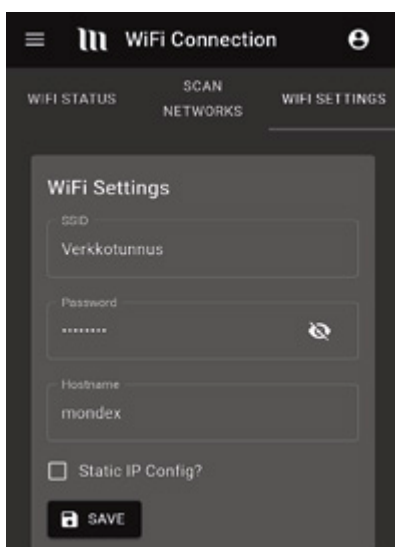 WiFi Connection
WIFI STATUS
SCAN
NETWORKS
WIFI SETTINGS
WiFi Settings
SSID
Verkkotunnus
Password
........
Hostname
mondex
Static IP Config?
SAVE